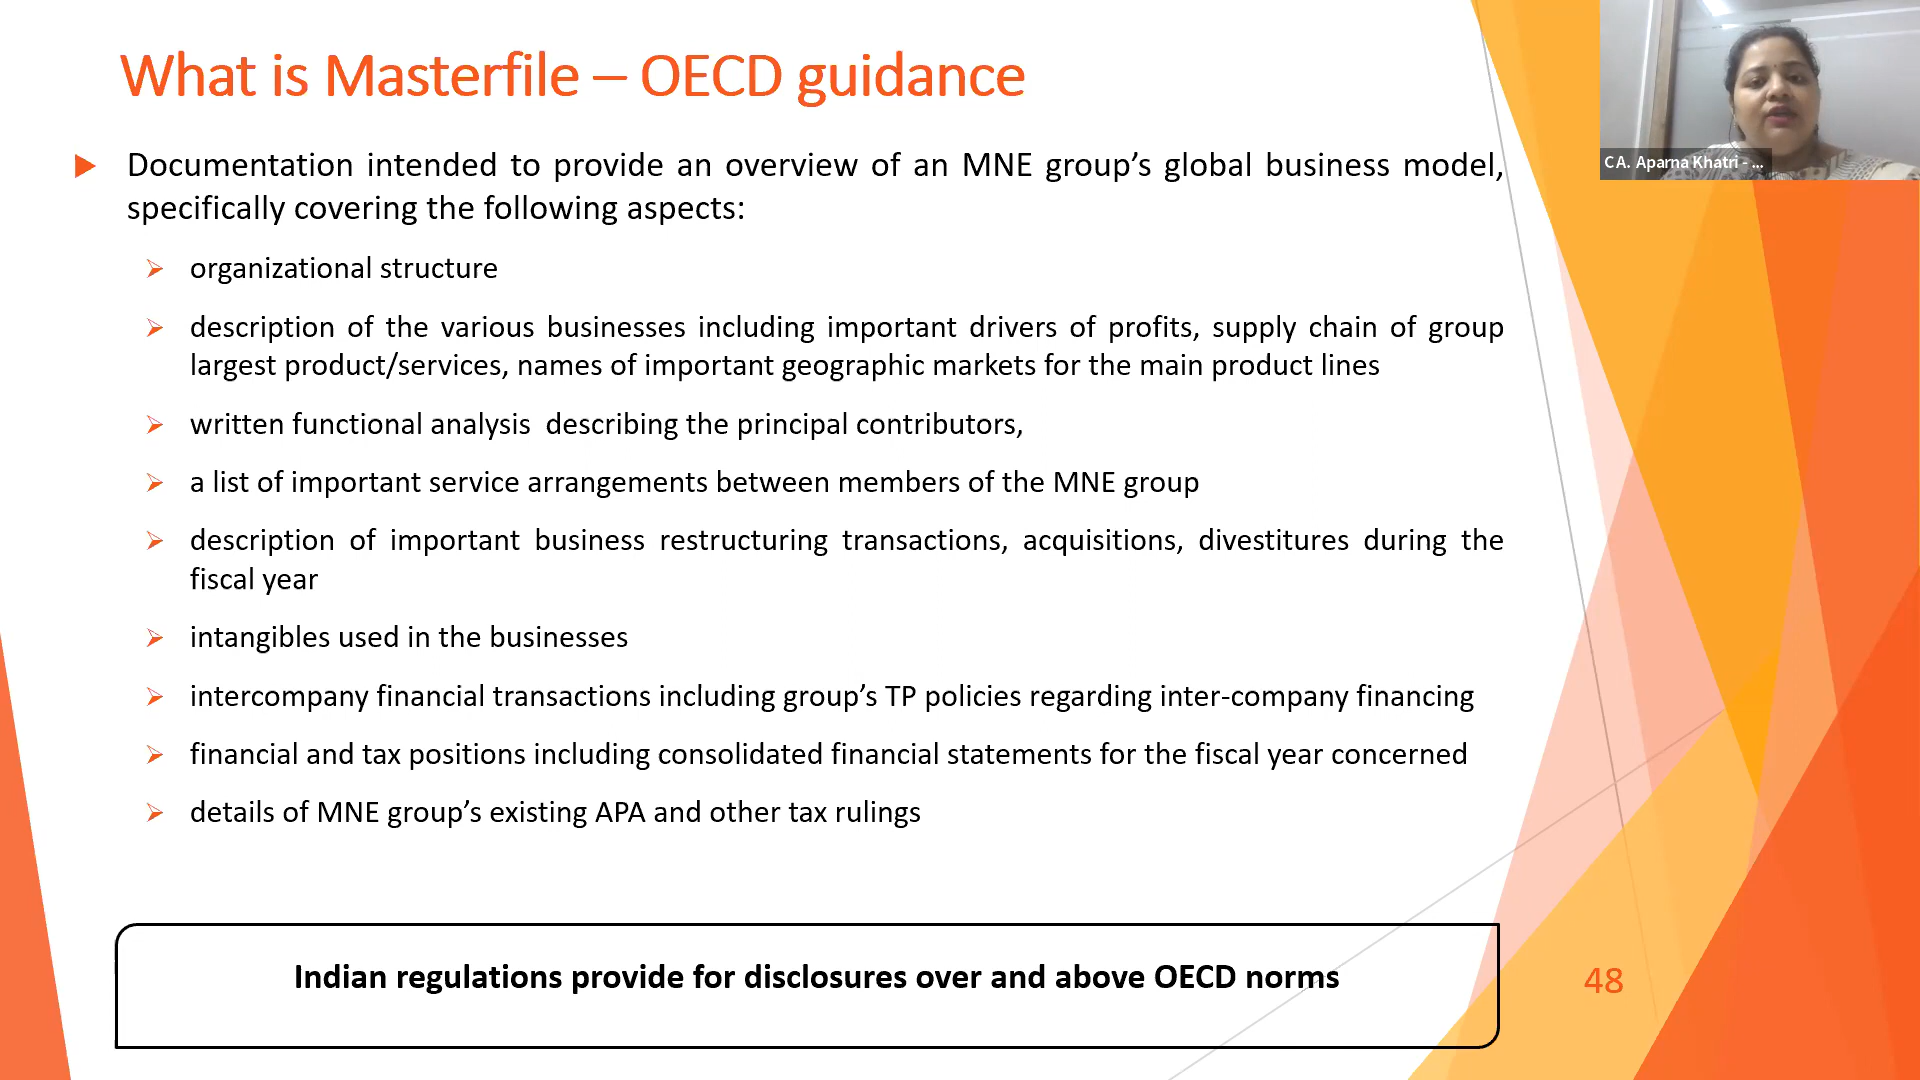 What is Masterfile – OECD guidance
CA. Aparna Khatri - ...
Documentation intended to provide an overview of an MNE group’s global business model,
specifically covering the following aspects:
organizational structure
description of the various businesses including important drivers of profits, supply chain of group
largest product/services, names of important geographic markets for the main product lines
written functional analysis  describing the principal contributors,
a list of important service arrangements between members of the MNE group
description of important business restructuring transactions, acquisitions, divestitures during the
fiscal year
intangibles used in the businesses
intercompany financial transactions including group’s TP policies regarding inter-company financing
financial and tax positions including consolidated financial statements for the fiscal year concerned
details of MNE group’s existing APA and other tax rulings
Indian regulations provide for disclosures over and above OECD norms
48